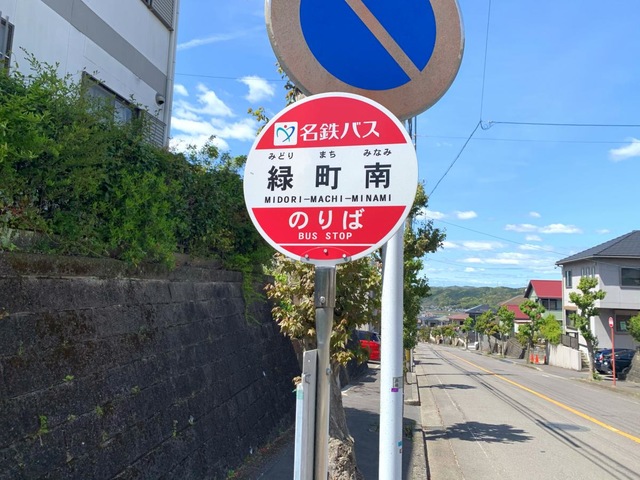 名鉄バス
みどり まち みなみ
緑町南
MIDORI-MACHI-MINAMI
のりば
BUS STOP